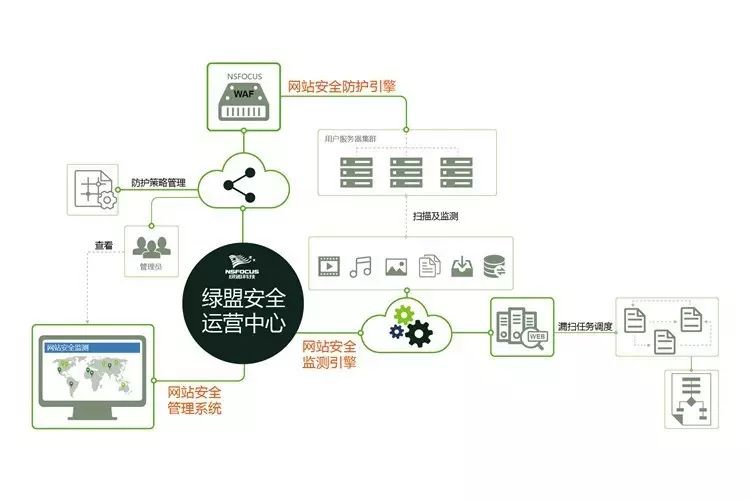 NSFOCUS
WAF
网站安全防护引擎
用户服务器集群
防护策略管理
扫描及监测
查看
管理员
NSFOCUS
绿盟科技
绿盟安全
运营中心
网站安全监测
网站安全
监测引擎
WEB
漏扫任务调度
网站安全
管理系统